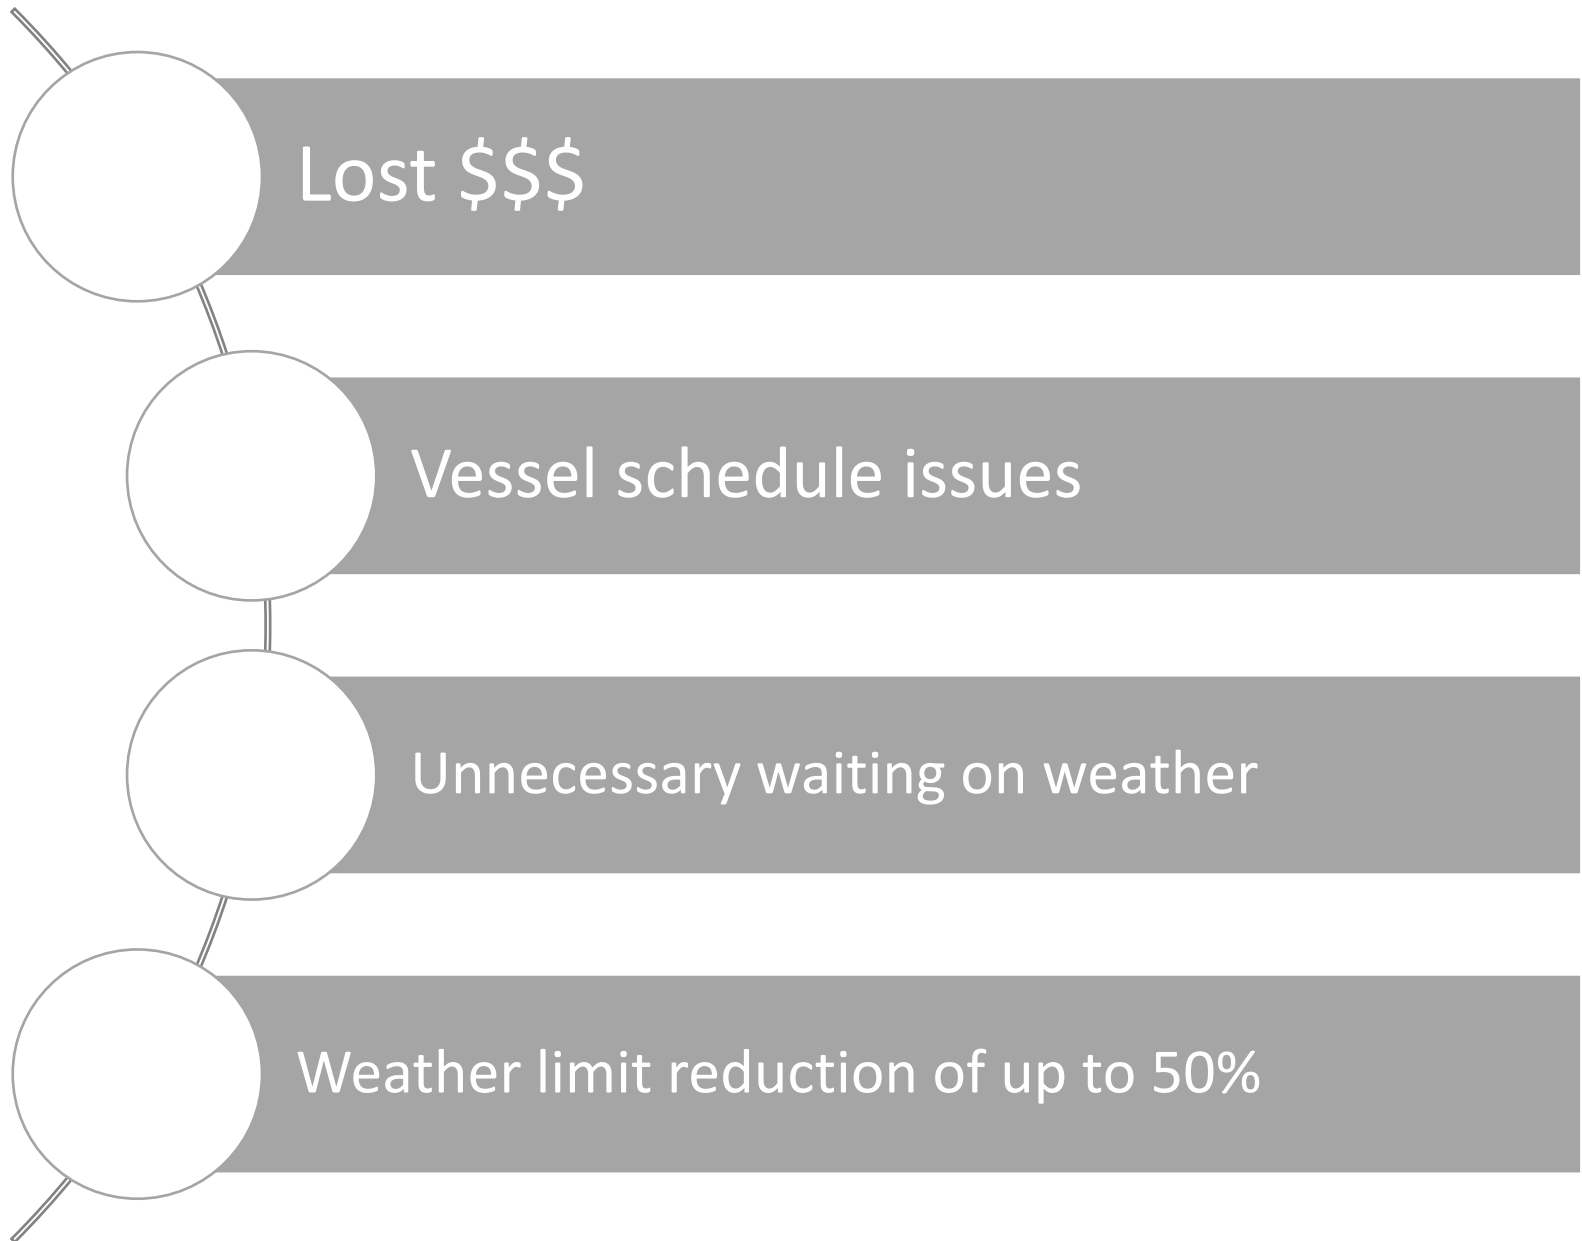 Lost $$$
Vessel schedule issues
Unnecessary waiting on weather
Weather limit reduction of up to 50%